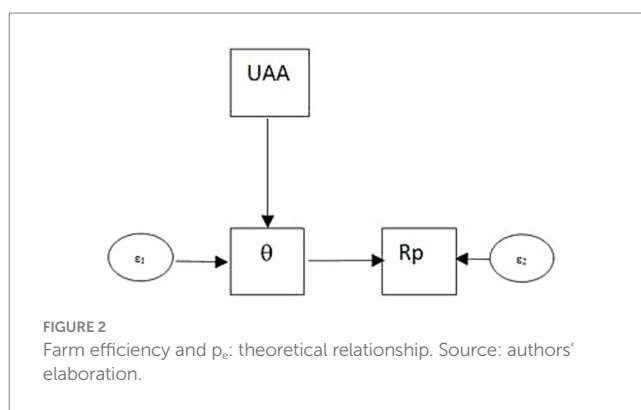 UAA
ε₁
θ
Rp
ε₂
FIGURE 2
Farm efficiency and pₑ: theoretical relationship. Source: authors’
elaboration.